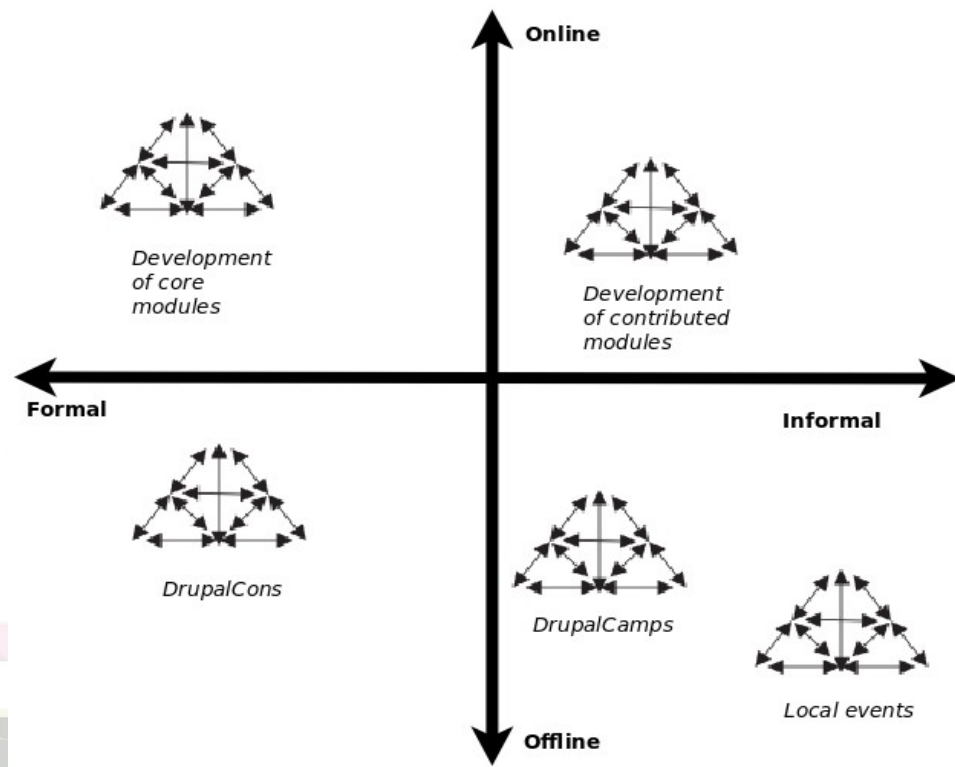 Online
Development
of core
modules
Development
of contributed
modules
Formal
Informal
DrupalCons
DrupalCamps
Local events
Offline